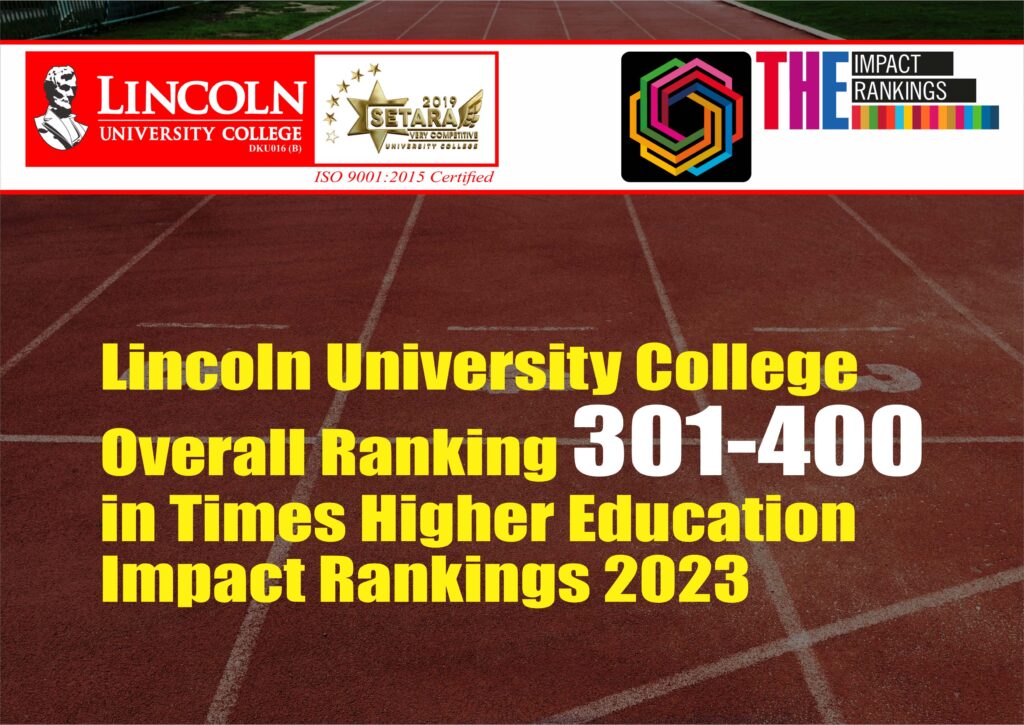 LINCOLN
UNIVERSITY COLLEGE
DKU016 (B)
2019
SETARA
VERY COMPETITIVE
UNIVERSITY COLLEGE
ISO 9001:2015 Certified
THE IMPACT
RANKINGS
Lincoln University College
Overall Ranking 301-400
in Times Higher Education
Impact Rankings 2023